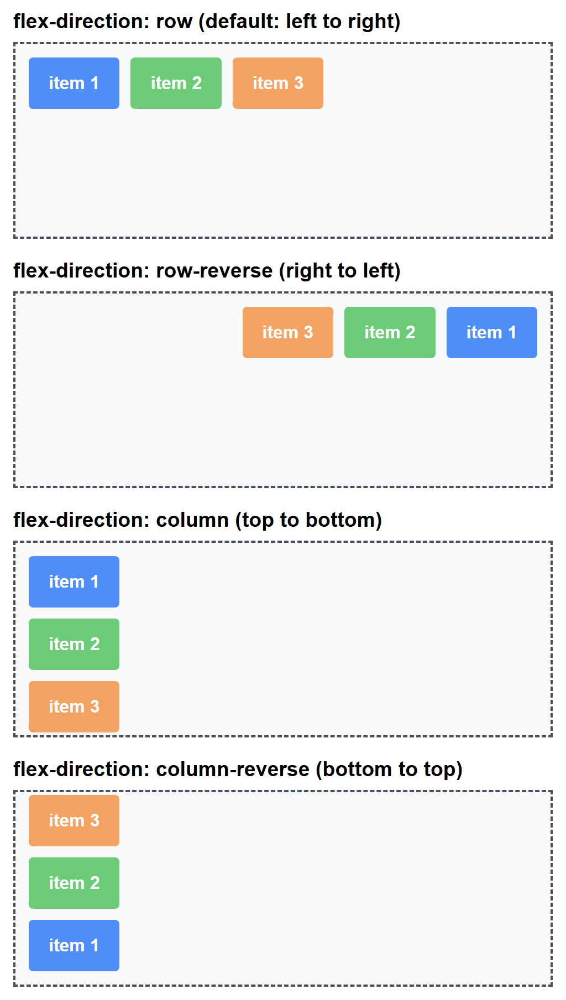 flex-direction: row (default: left to right)
item 1 item 2 item 3
flex-direction: row-reverse (right to left)
item 3 item 2 item 1
flex-direction: column (top to bottom)
item 1
item 2
item 3
flex-direction: column-reverse (bottom to top)
item 3
item 2
item 1